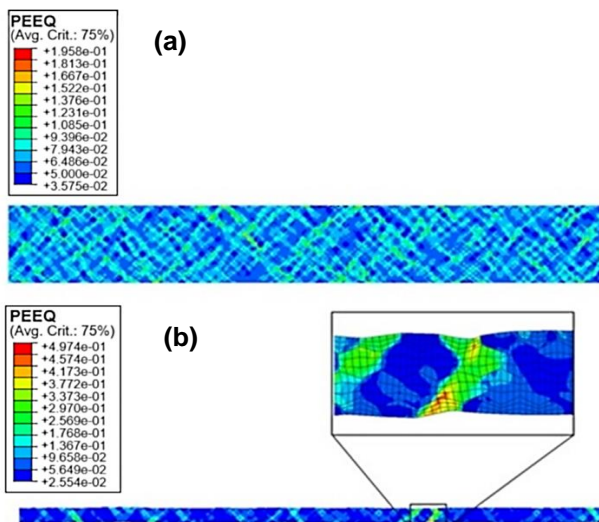 PEEQ
(Avg. Crit.: 75%)
+1.958e-01
+1.813e-01
+1.667e-01
+1.522e-01
+1.376e-01
+1.231e-01
+1.085e-01
+9.396e-02
+7.943e-02
+6.486e-02
+5.000e-02
+3.575e-02
(a)
PEEQ
(Avg. Crit.: 75%)
+4.974e-01
+4.574e-01
+4.173e-01
+3.772e-01
+3.373e-01
+2.970e-01
+2.569e-01
+1.768e-01
+1.367e-01
+9.658e-02
+5.649e-02
+2.554e-02
(b)